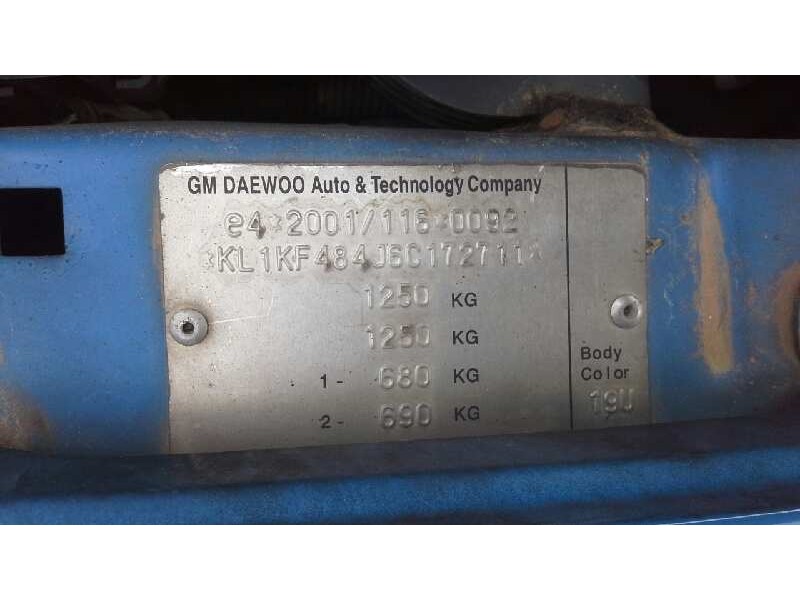 GM DAEWOO Auto & Technology Company
e4*2001/116*0092
*KL1KF484J6C172711*
1250 KG
1250 KG
1- 680 KG
2- 690 KG
Body
Color
19U